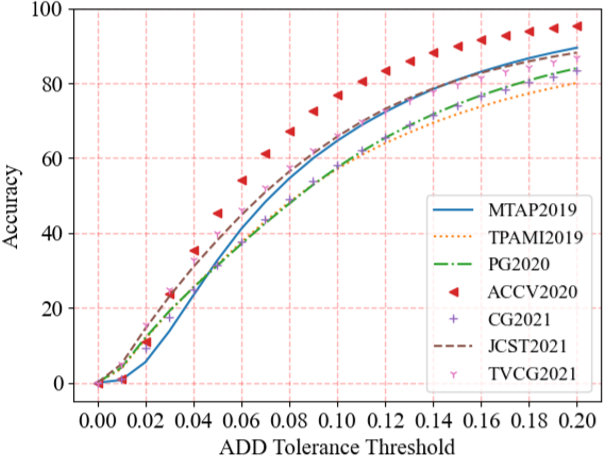 100
80
60
40
20
0
Accuracy
MTAP2019
TPAMI2019
PG2020
ACCV2020
CG2021
JCST2021
TVCG2021
0.00 0.02 0.04 0.06 0.08 0.10 0.12 0.14 0.16 0.18 0.20
ADD Tolerance Threshold